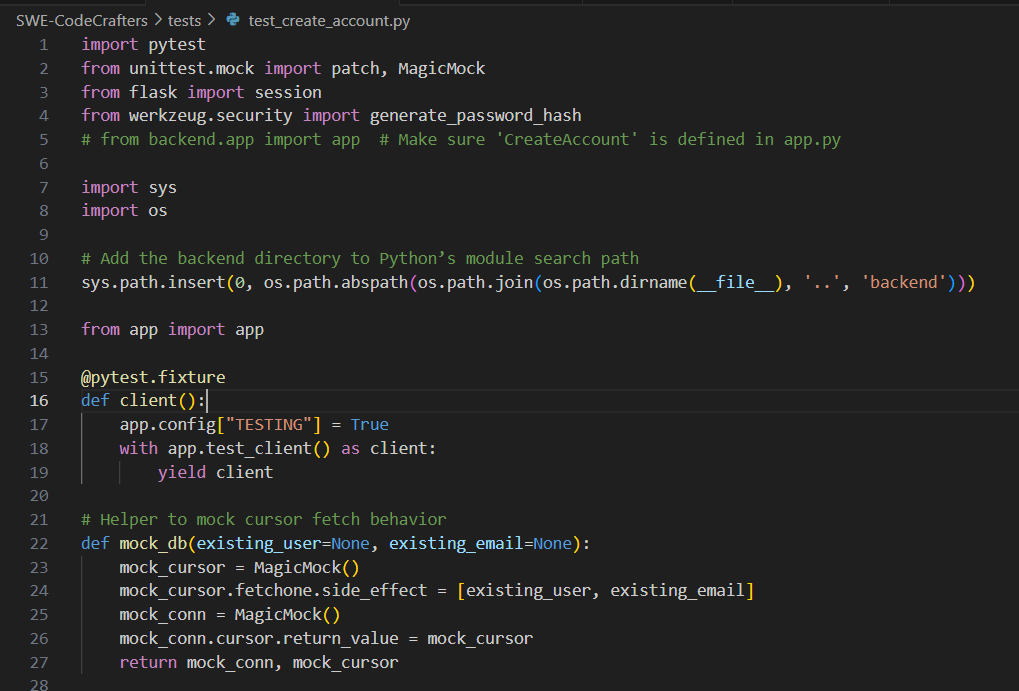 SWE-CodeCrafters > tests > test_create_account.py
1 import pytest
2 from unittest.mock import patch, MagicMock
3 from flask import session
4 from werkzeug.security import generate_password_hash
5 # from backend.app import app  # Make sure 'CreateAccount' is defined in app.py
6
7 import sys
8 import os
9
10 # Add the backend directory to Python’s module search path
11 sys.path.insert(0, os.path.abspath(os.path.join(os.path.dirname(__file__), '..', 'backend')))
12
13 from app import app
14
15 @pytest.fixture
16 def client():
17     app.config["TESTING"] = True
18     with app.test_client() as client:
19         yield client
20
21 # Helper to mock cursor fetch behavior
22 def mock_db(existing_user=None, existing_email=None):
23     mock_cursor = MagicMock()
24     mock_cursor.fetchone.side_effect = [existing_user, existing_email]
25     mock_conn = MagicMock()
26     mock_conn.cursor.return_value = mock_cursor
27     return mock_conn, mock_cursor
28